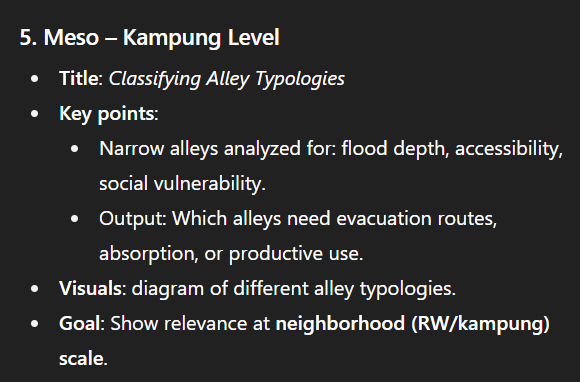 5. Meso – Kampung Level
• Title: Classifying Alley Typologies
• Key points:
• Narrow alleys analyzed for: flood depth, accessibility,
social vulnerability.
• Output: Which alleys need evacuation routes,
absorption, or productive use.
• Visuals: diagram of different alley typologies.
• Goal: Show relevance at neighborhood (RW/kampung)
scale.